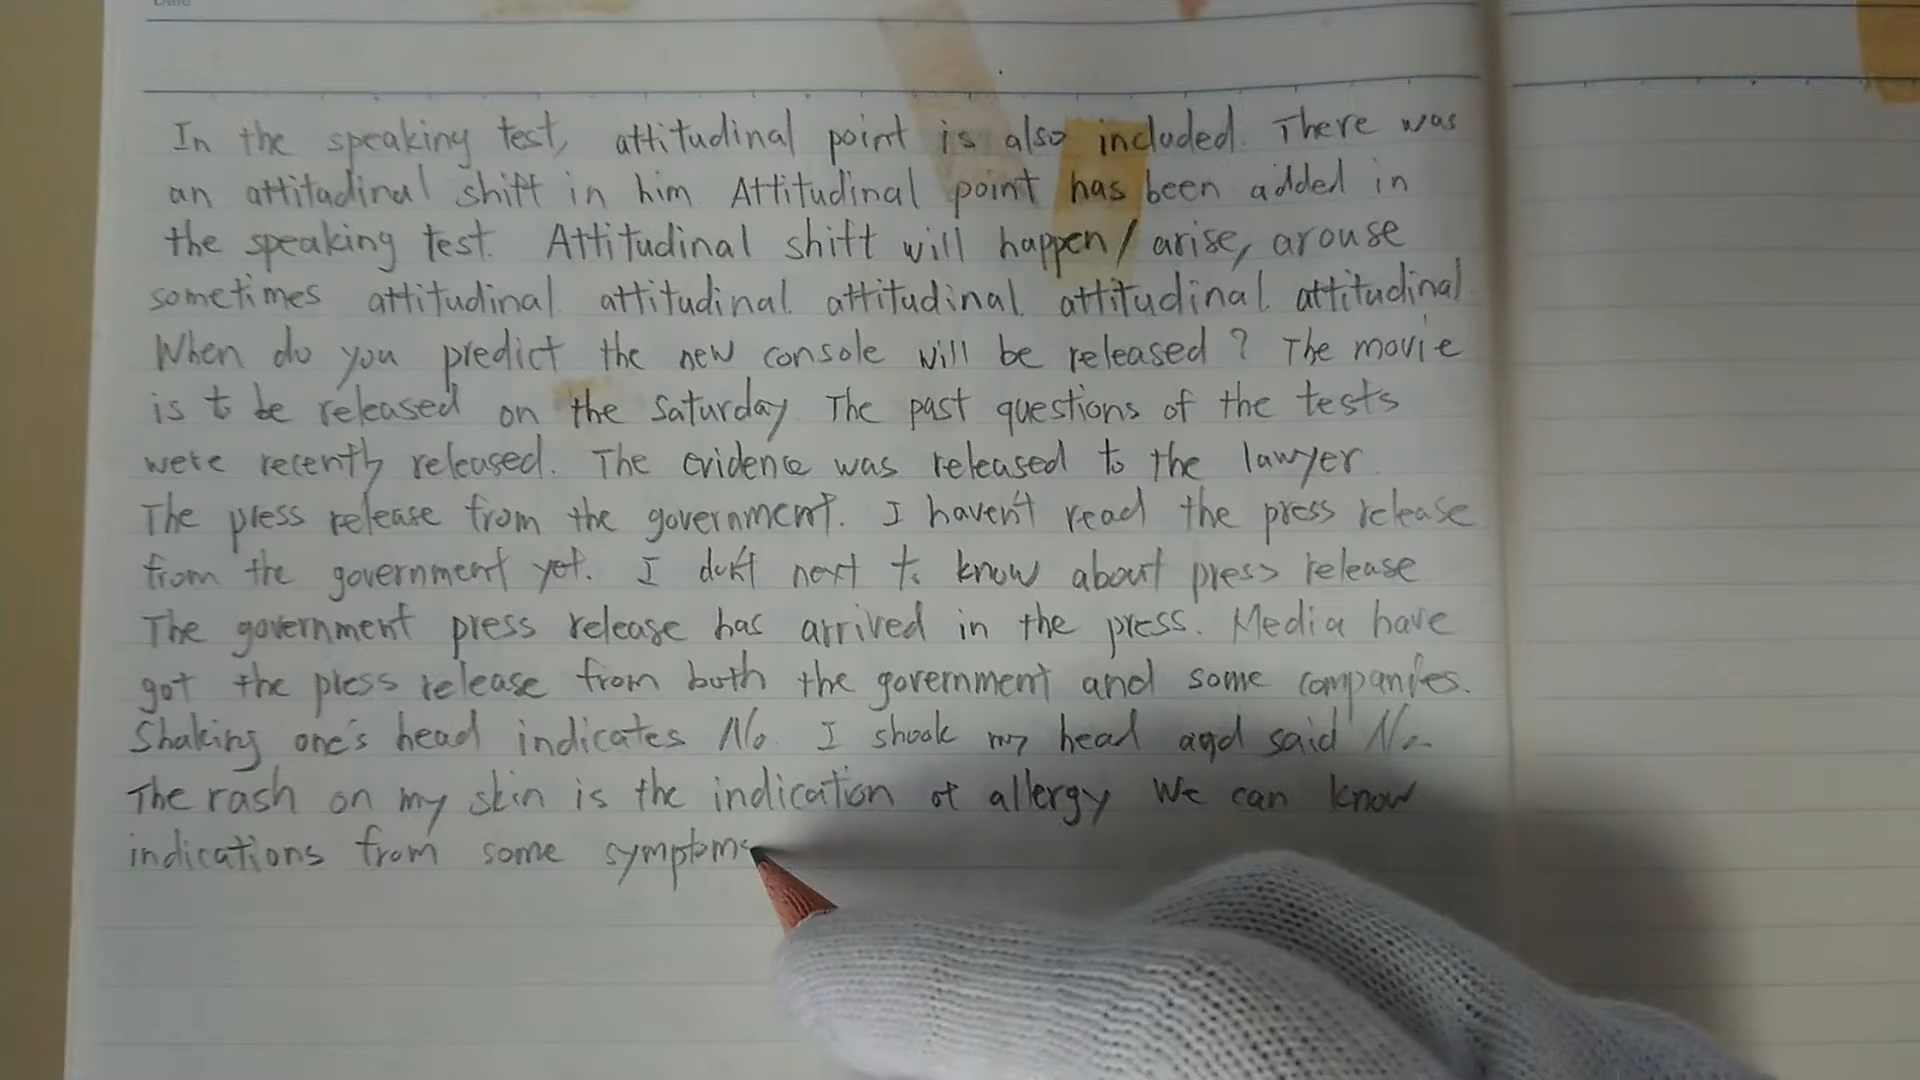 In the speaking test, attitudinal point is also included. There was
an attitudinal shift in him Attitudinal point has been added in
the speaking test. Attitudinal shift will happen / arise, arouse
sometimes attitudinal. attitudinal. attitudinal. attitudinal. attitudinal
When do you predict the new console will be released? The movie
is to be released on the Saturday The past questions of the tests
were recently released. The evidence was released to the lawyer
The press release from the government. I haven't read the press release
from the government yet. I don't to know about press release
The government press release has arrived in the press. Media have
got the press release from both the government and some companies.
Shaking one's head indicates No. I shook my head and said No.
The rash on my skin is the indication of allergy We can know
indications from some symptoms